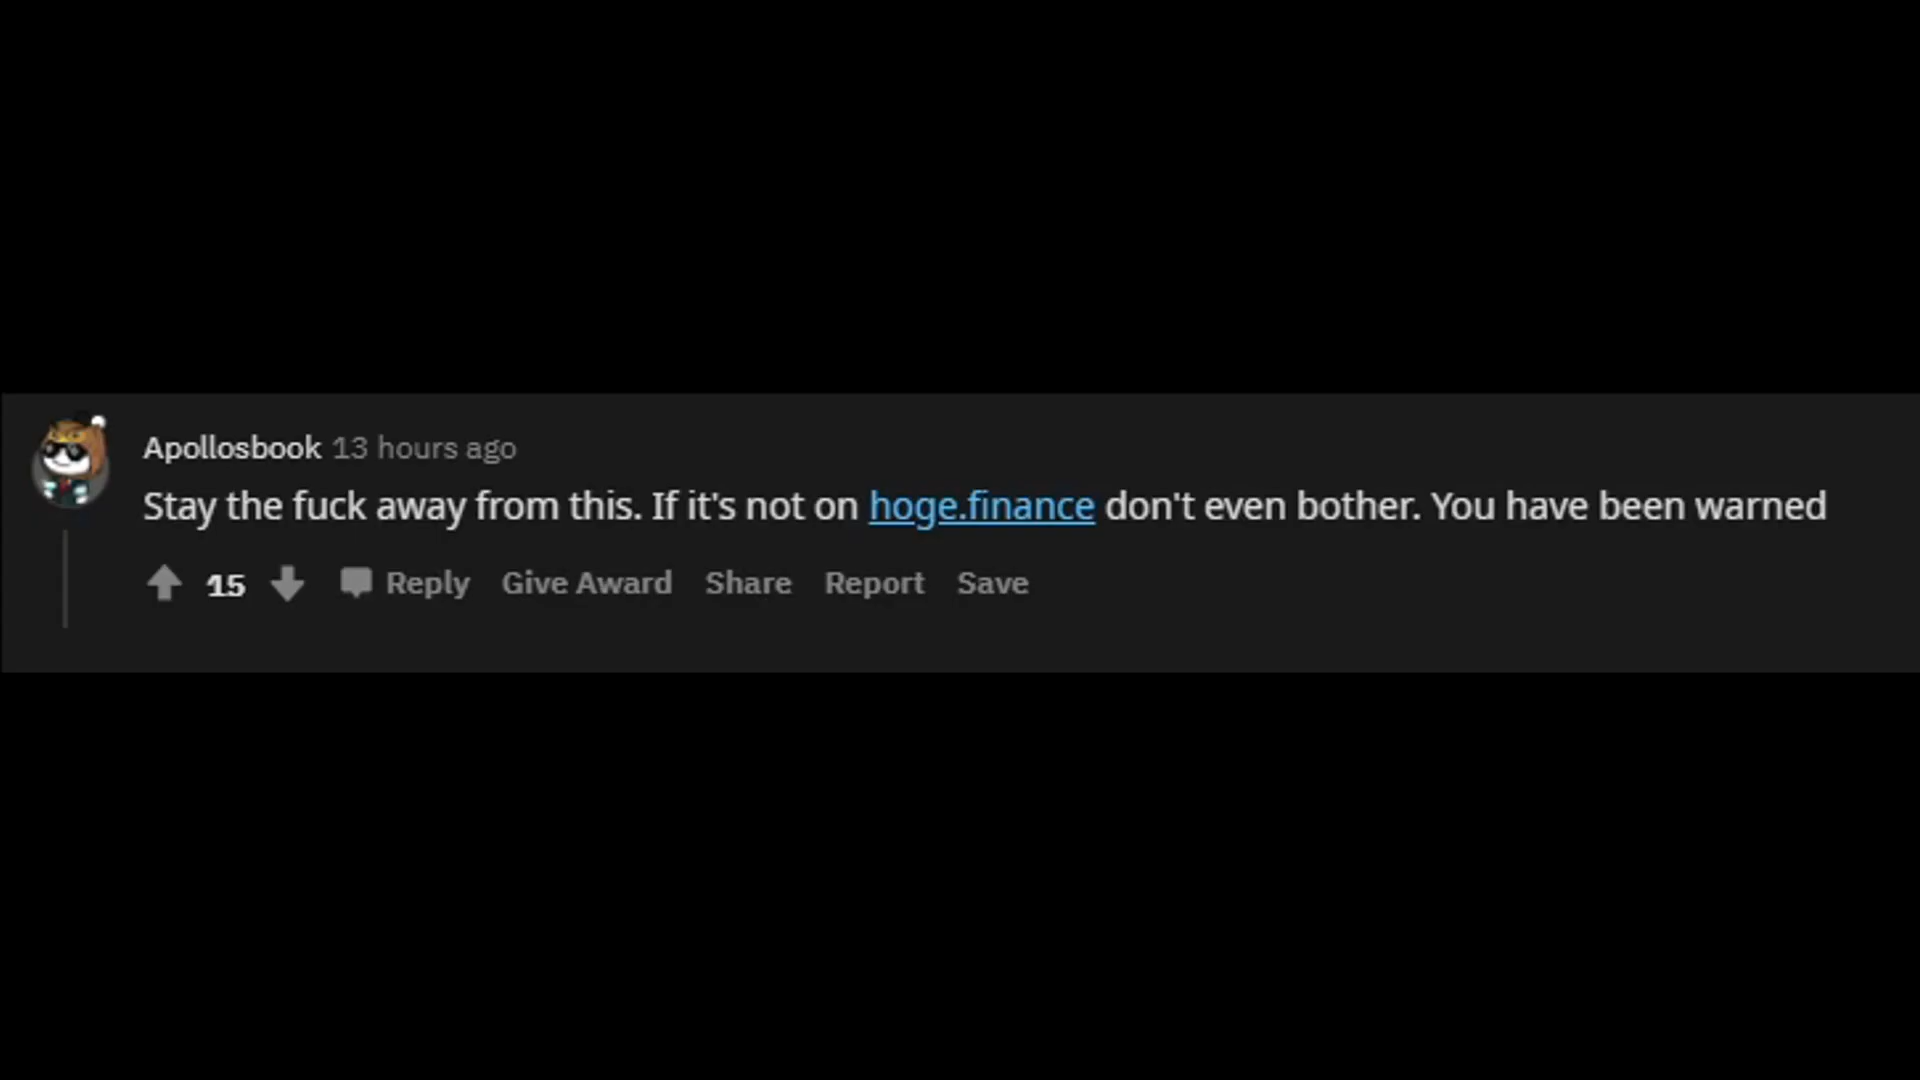 Apollosbook 13 hours ago
Stay the fuck away from this. If it's not on hoge.finance don't even bother. You have been warned
15 Reply Give Award Share Report Save